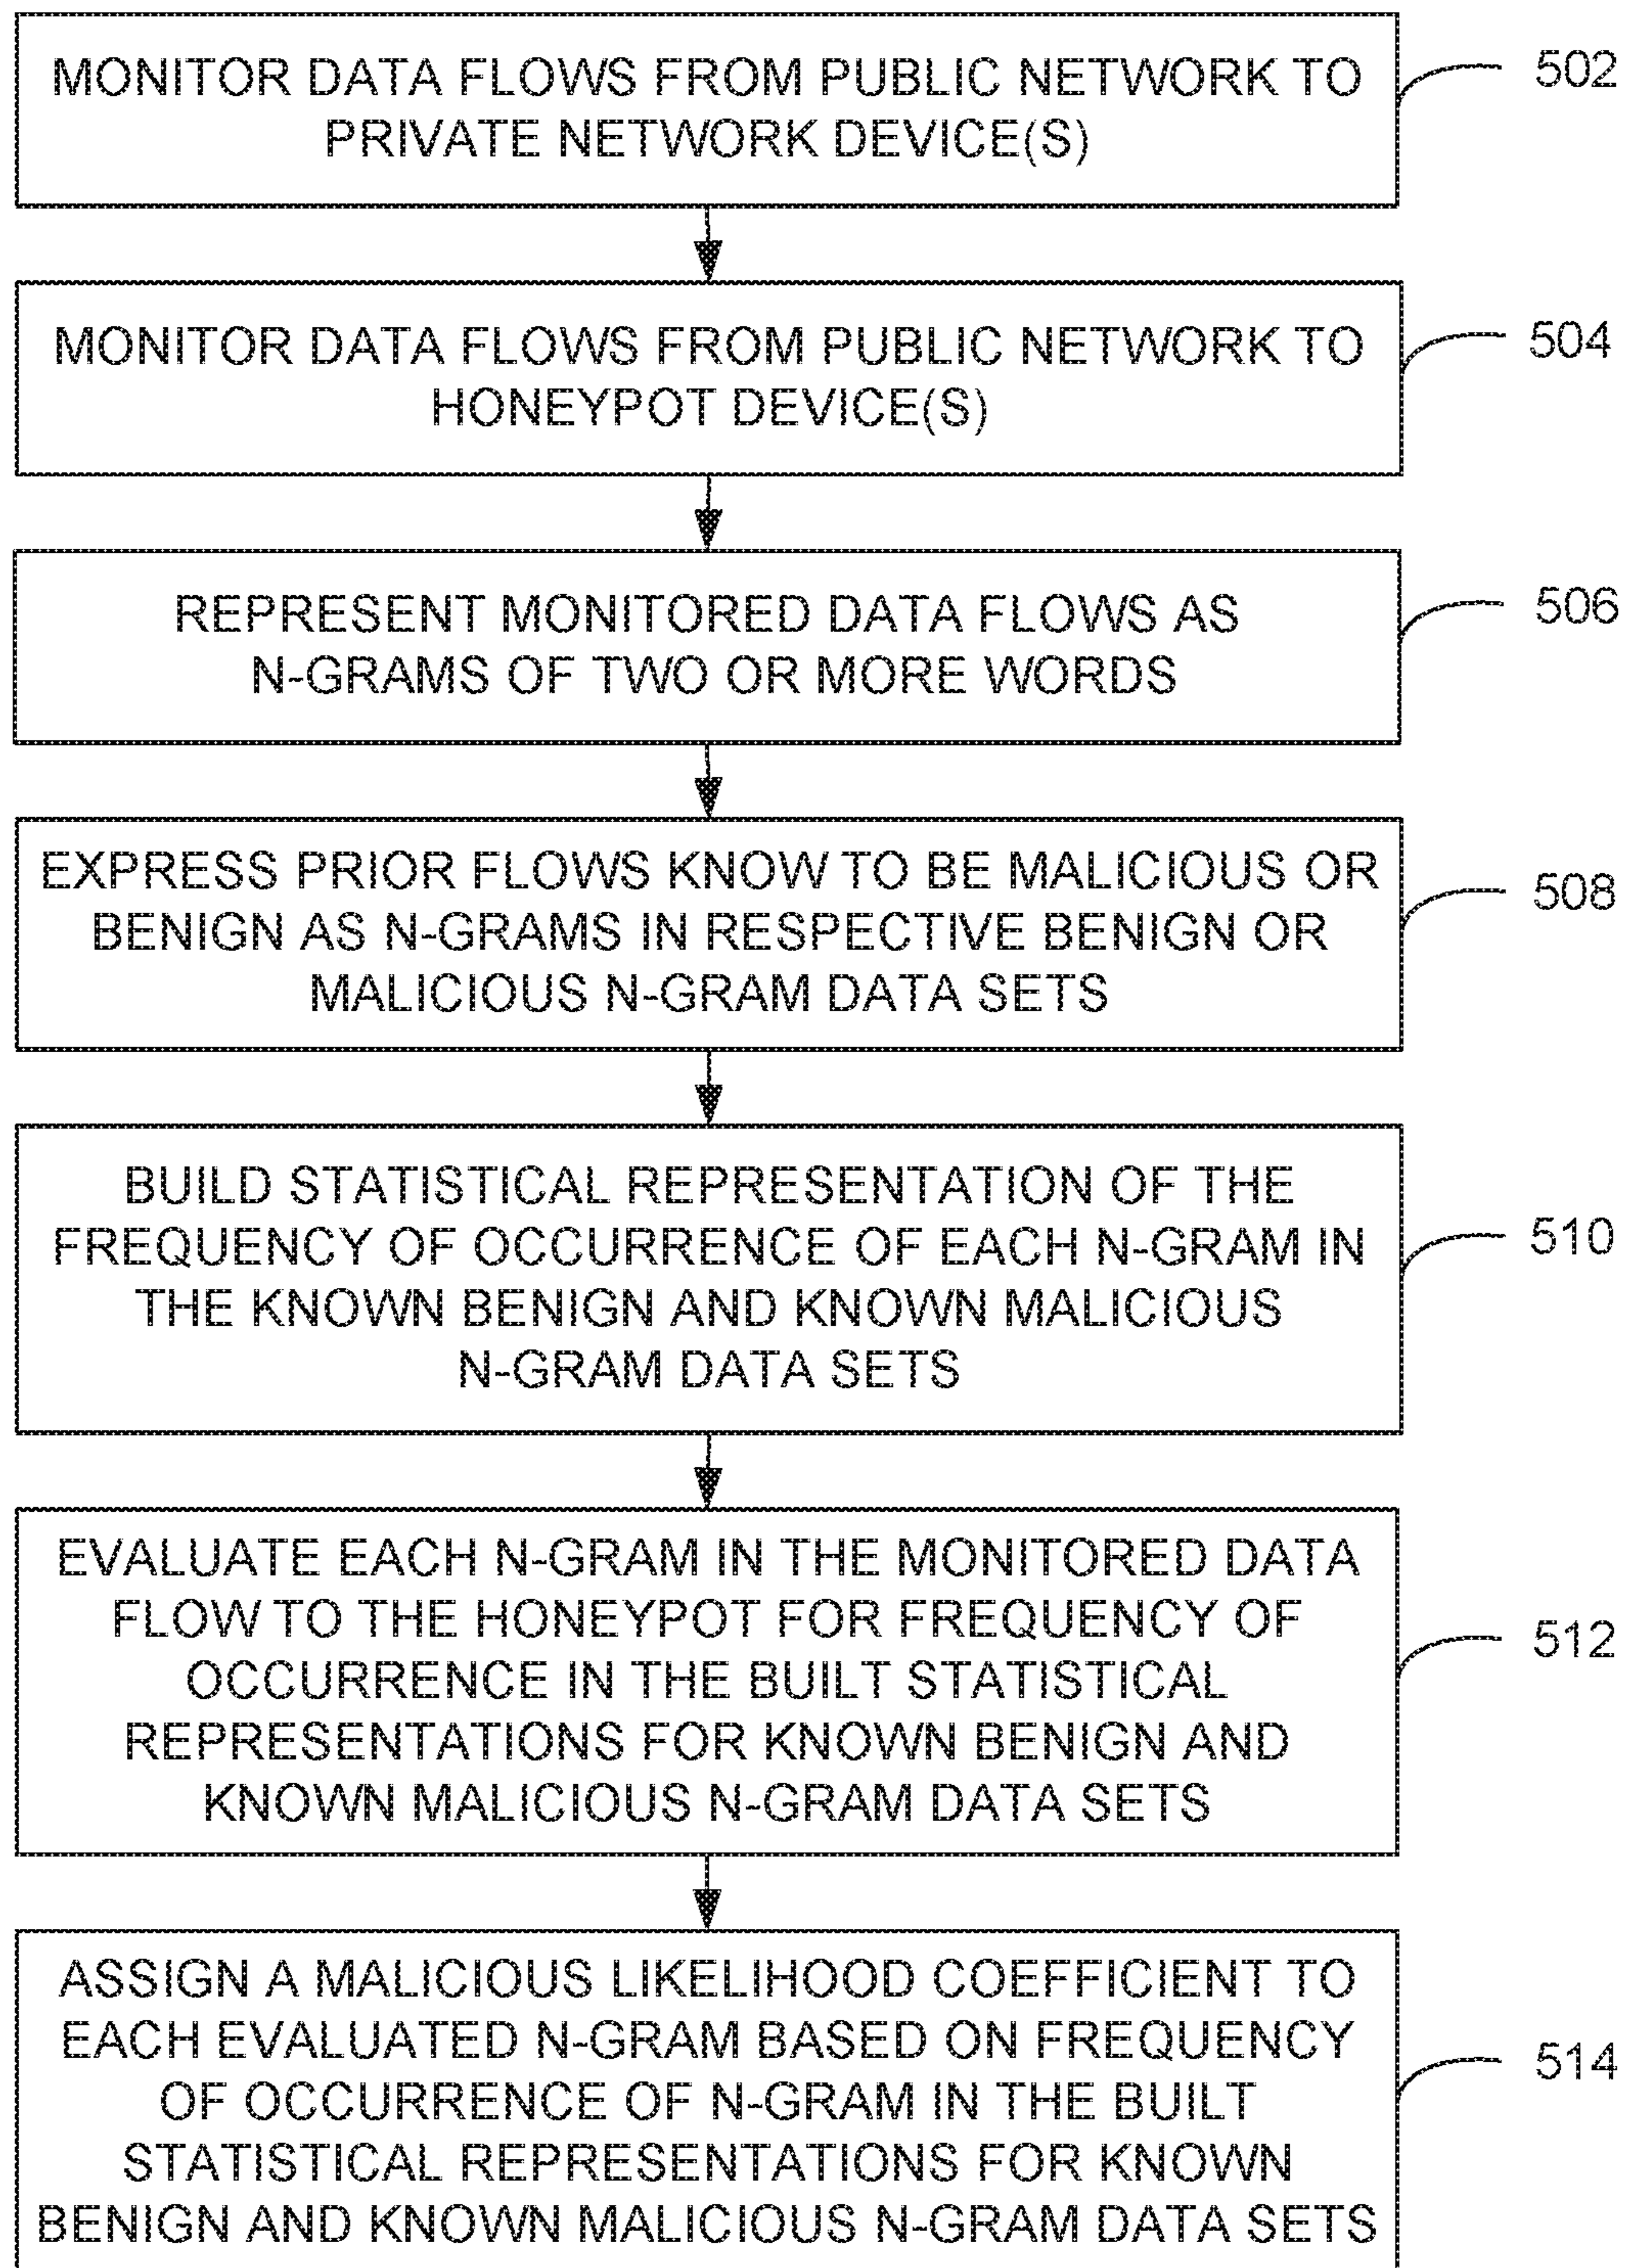 MONITOR DATA FLOWS FROM PUBLIC NETWORK TO
PRIVATE NETWORK DEVICE(S)
502
MONITOR DATA FLOWS FROM PUBLIC NETWORK TO
HONEYPOT DEVICE(S)
504
REPRESENT MONITORED DATA FLOWS AS
N-GRAMS OF TWO OR MORE WORDS
506
EXPRESS PRIOR FLOWS KNOW TO BE MALICIOUS OR
BENIGN AS N-GRAMS IN RESPECTIVE BENIGN OR
MALICIOUS N-GRAM DATA SETS
508
BUILD STATISTICAL REPRESENTATION OF THE
FREQUENCY OF OCCURRENCE OF EACH N-GRAM IN
THE KNOWN BENIGN AND KNOWN MALICIOUS
N-GRAM DATA SETS
510
EVALUATE EACH N-GRAM IN THE MONITORED DATA
FLOW TO THE HONEYPOT FOR FREQUENCY OF
OCCURRENCE IN THE BUILT STATISTICAL
REPRESENTATIONS FOR KNOWN BENIGN AND
KNOWN MALICIOUS N-GRAM DATA SETS
512
ASSIGN A MALICIOUS LIKELIHOOD COEFFICIENT TO
EACH EVALUATED N-GRAM BASED ON FREQUENCY
OF OCCURRENCE OF N-GRAM IN THE BUILT
STATISTICAL REPRESENTATIONS FOR KNOWN
BENIGN AND KNOWN MALICIOUS N-GRAM DATA SETS
514